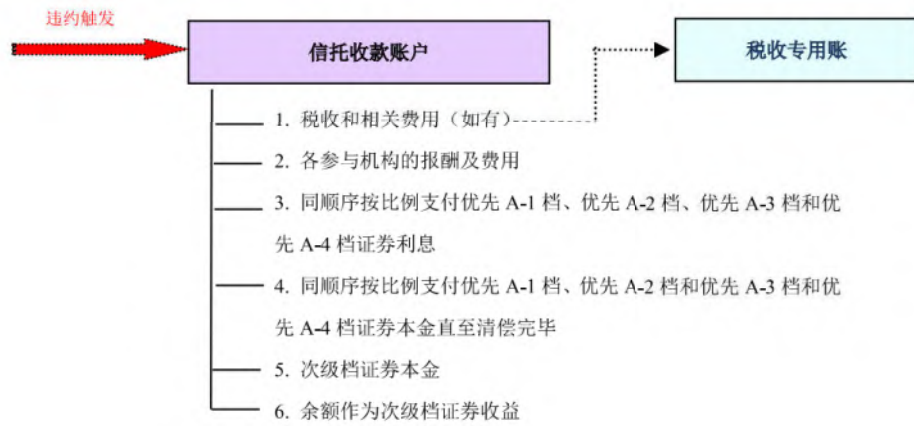 违约触发
信托收款账户
税收专用账
1. 税收和相关费用（如有）
2. 各参与机构的报酬及费用
3. 同顺序按比例支付优先 A-1 档、优先 A-2 档、优先 A-3 档和优
先 A-4 档证券利息
4. 同顺序按比例支付优先 A-1 档、优先 A-2 档和优先 A-3 档和优
先 A-4 档证券本金直至清偿完毕
5. 次级档证券本金
6. 余额作为次级档证券收益